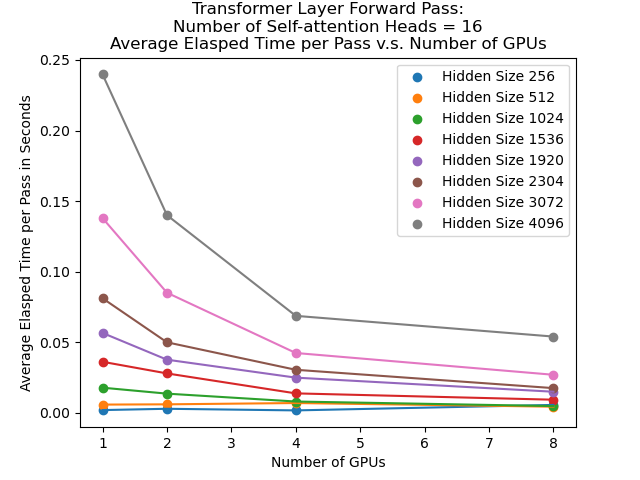 Transformer Layer Forward Pass:
Number of Self-attention Heads = 16
Average Elasped Time per Pass v.s. Number of GPUs
0.25
0.20
0.15
0.10
0.05
0.00
Average Elasped Time per Pass in Seconds
Hidden Size 256
Hidden Size 512
Hidden Size 1024
Hidden Size 1536
Hidden Size 1920
Hidden Size 2304
Hidden Size 3072
Hidden Size 4096
1 2 3 4 5 6 7 8
Number of GPUs